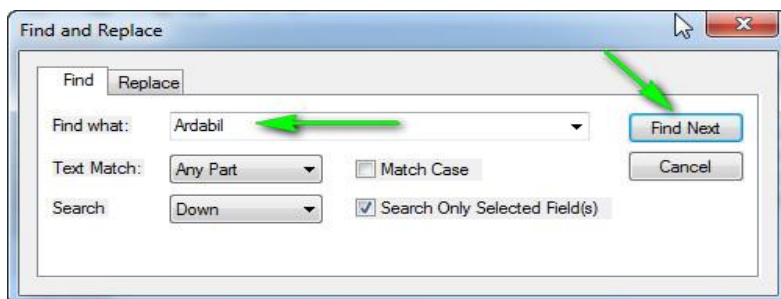 Find and Replace
Find Replace
Find what: Ardabil Find Next
Text Match: Any Part Match Case Cancel
Search Down Search Only Selected Field(s)